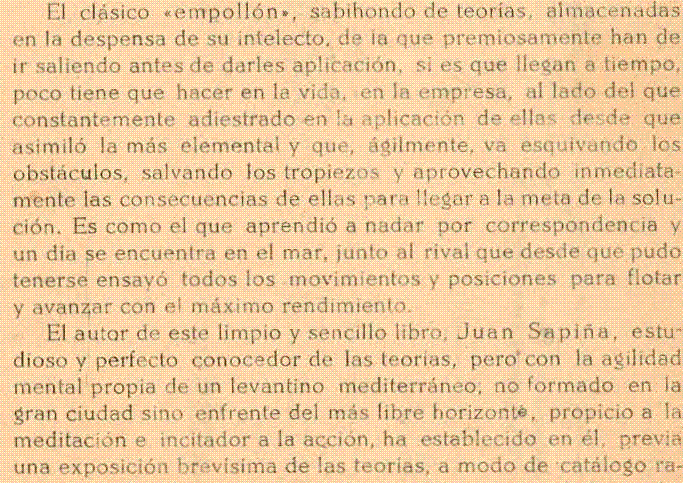 El clásico «empollón», sabihondo de teorías, almacenadas
en la despensa de su intelecto, de la que premiosamente han de
ir saliendo antes de darles aplicación, si es que llegan a tiempo,
poco tiene que hacer en la vida, en la empresa, al lado del que
constantemente adiestrado en la aplicación de ellas desde que
asimiló la más elemental y que, ágilmente, va esquivando los
obstáculos, salvando los tropiezos y aprovechando inmediata-
mente las consecuencias de ellas para llegar a la meta de la solu-
ción. Es como el que aprendió a nadar por correspondencia y
un día se encuentra en el mar, junto al rival que desde que pudo
tenerse ensayó todos los movimientos y posiciones para flotar
y avanzar con el máximo rendimiento.
El autor de este limpio y sencillo libro, Juan Sapiña, estu-
dioso y perfecto conocedor de las teorías, pero con la agilidad
mental propia de un levantino mediterráneo; no formado en la
gran ciudad sino enfrente del más libre horizonte, propicio a la
meditación e incitador a la acción, ha establecido en él, previa
una exposición brevísima de las teorías, a modo de catálogo ra-